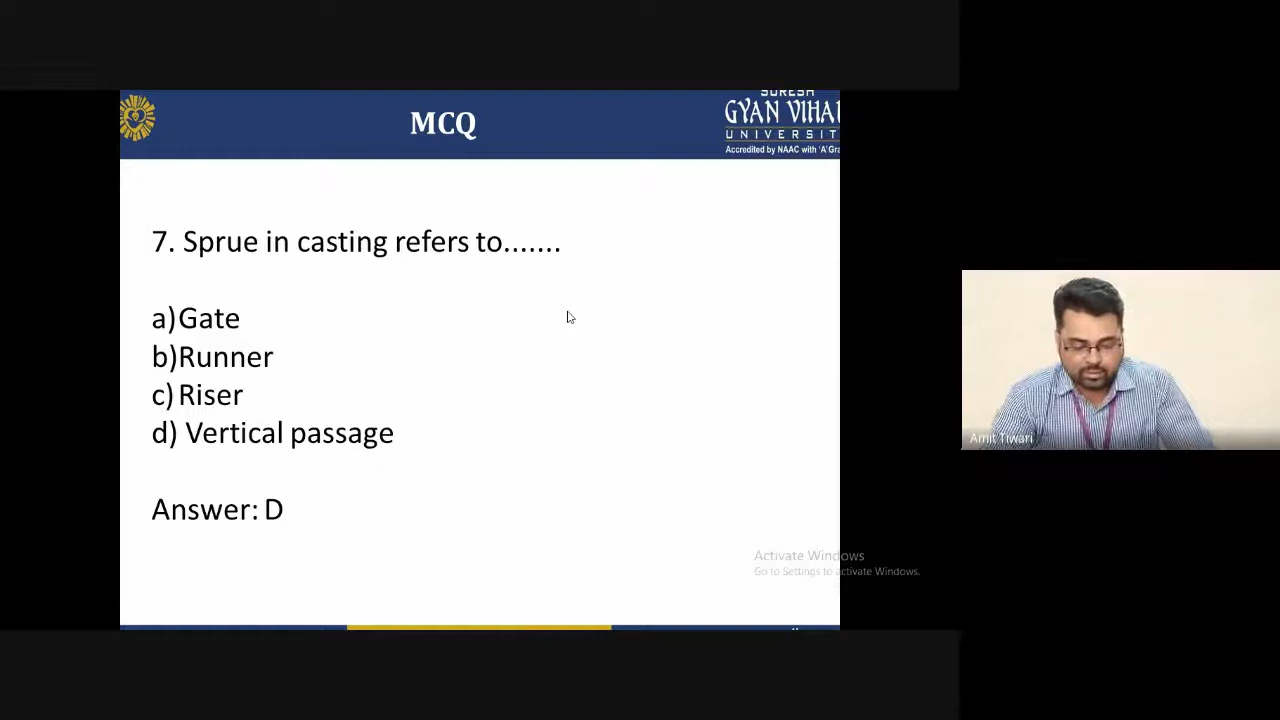 MCQ
SURESH
GYAN VIHA
UNIVERSIT
Accredited by NAAC with 'A'Gra
7. Sprue in casting refers to.......
a)Gate
b)Runner
c) Riser
d) Vertical passage
Answer: D
Amit Tiwari
Activate Windows
Go to Settings to activate Windows.